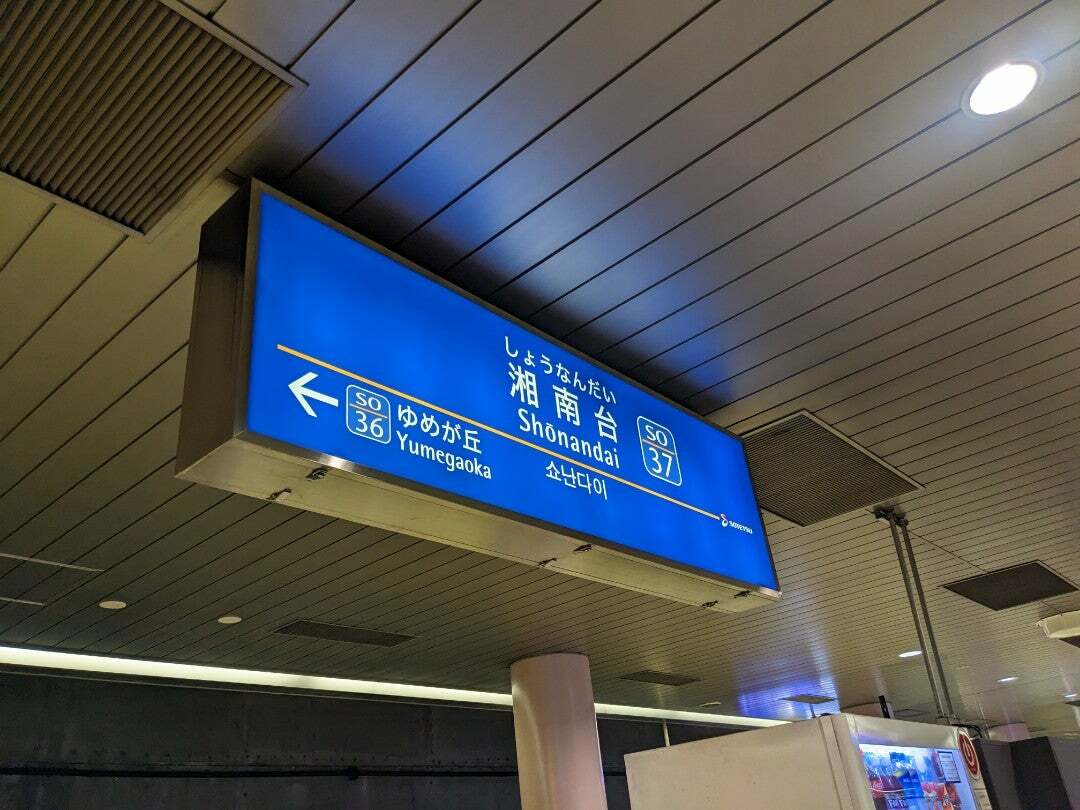 しょうなんだい
湘南台
Shōnandai
SO
37
SO
36
ゆめが丘
Yumegaoka
쇼난다이
SOTETSU